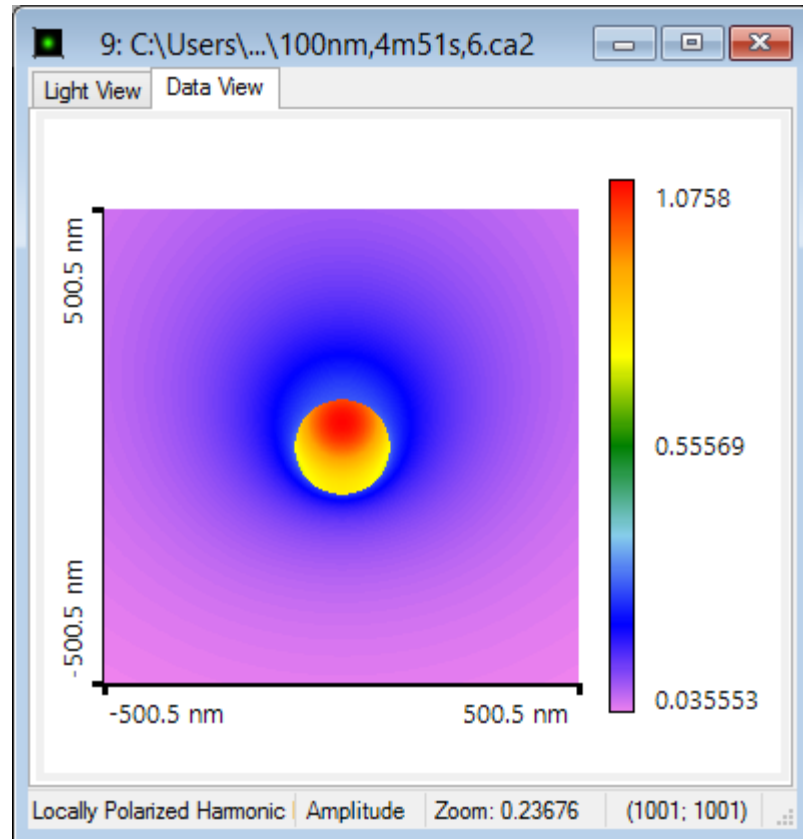 9: C:\Users\...\100nm,4m51s,6.ca2
Light View
Data View
500.5 nm
-500.5 nm
-500.5 nm
500.5 nm
1.0758
0.55569
0.035553
Locally Polarized Harmonic
Amplitude
Zoom: 0.23676
(1001; 1001)